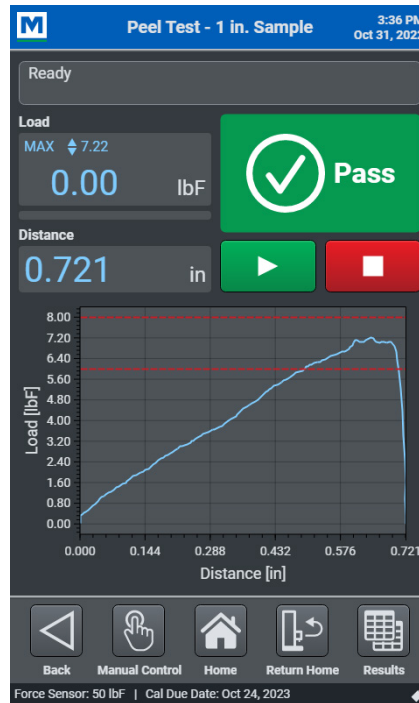 M
Peel Test - 1 in. Sample
3:36 PM
Ready
Load
MAX 7.22
0.00 lbF
Pass
Distance
0.721 in
8.00
7.20
6.40
5.60
4.80
4.00
3.20
2.40
1.60
0.80
0.00
Load [lbF]
0.000 0.144 0.288 0.432 0.576 0.721
Distance [in]
Back Manual Control Home Return Home Results
Force Sensor: 50 lbF | Cal Due Date: Oct 24, 2023